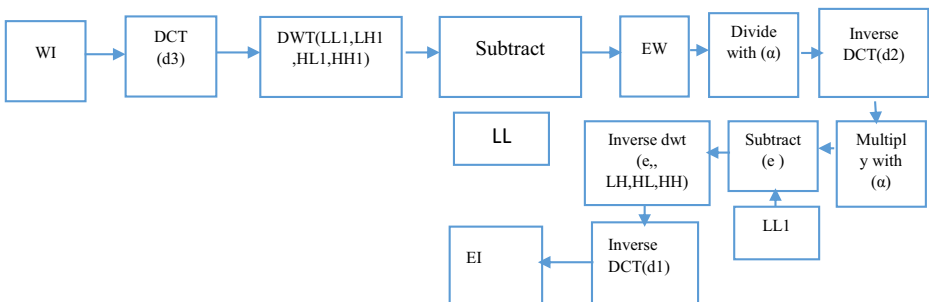 WI
DCT
(d3)
DWT(LL1,LH1
,HL1,HH1)
Subtract
EW
Divide
with (α)
Inverse
DCT(d2)
LL
Inverse dwt
(e,,
LH,HL,HH)
Subtract
(e )
Multipl
y with
(α)
LL1
EI
Inverse
DCT(d1)